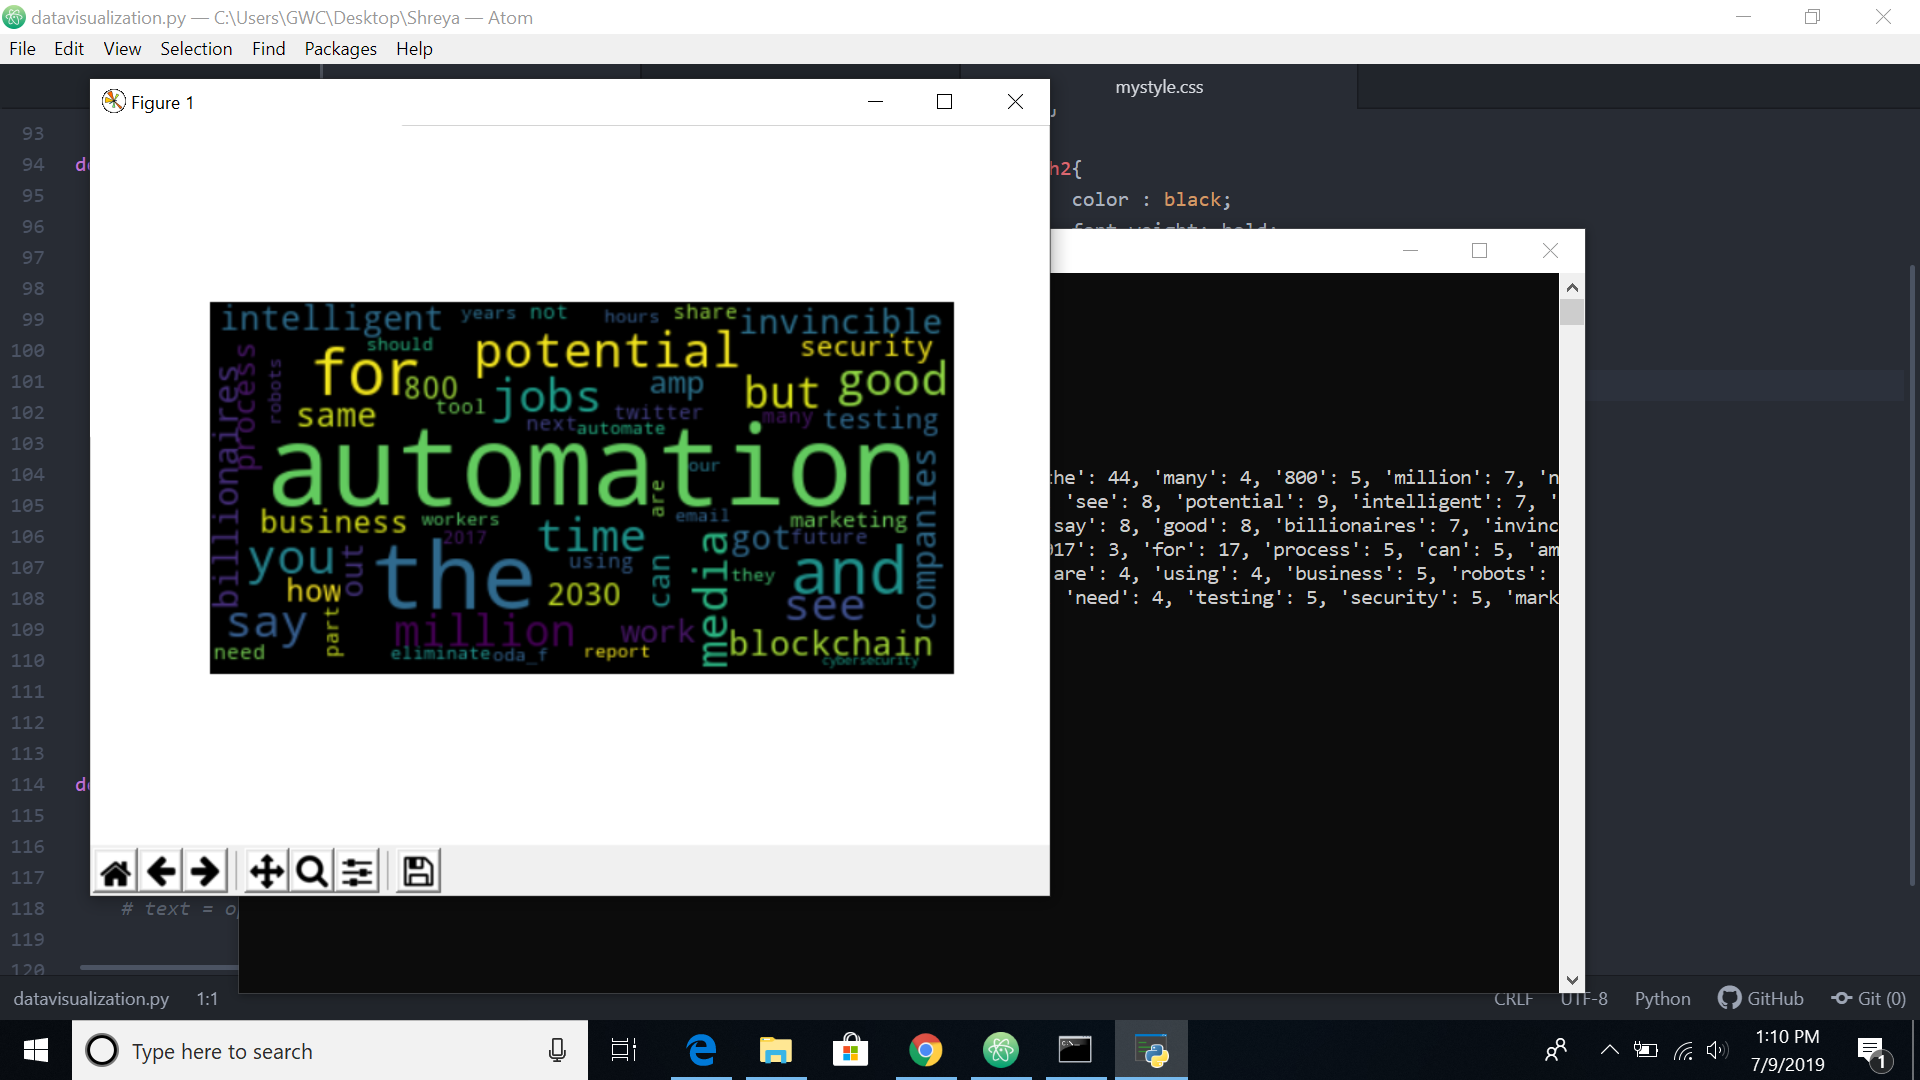 datavisualization.py — C:\Users\GWC\Desktop\Shreya — Atom
File Edit View Selection Find Packages Help
mystyle.css
Figure 1
93
94
95
96
97
98
99
100
101
102
103
104
105
106
107
108
109
110
111
112
113
114
115
116
117
118 # text = o
119
120
h2{
color : black;
intelligent years not hours share invincible
should potential security
for 800 jobs amp but good
process robots
same tool twitter many testing
next automate
billionaires automation our
are companies
business workers email marketing
2017 time got future
you out the using can media they and
how 2030 see
say part million work blockchain
need eliminate oda_f report cybersecurity
he': 44, 'many': 4, '800': 5, 'million': 7, 'n
'see': 8, 'potential': 9, 'intelligent': 7, '
say': 8, 'good': 8, 'billionaires': 7, 'invinc
017': 3, 'for': 17, 'process': 5, 'can': 5, 'am
are': 4, 'using': 4, 'business': 5, 'robots':
'need': 4, 'testing': 5, 'security': 5, 'mark
datavisualization.py 1:1 CRLF UTF-8 Python GitHub Git (0)
Type here to search
1:10 PM
7/9/2019
1